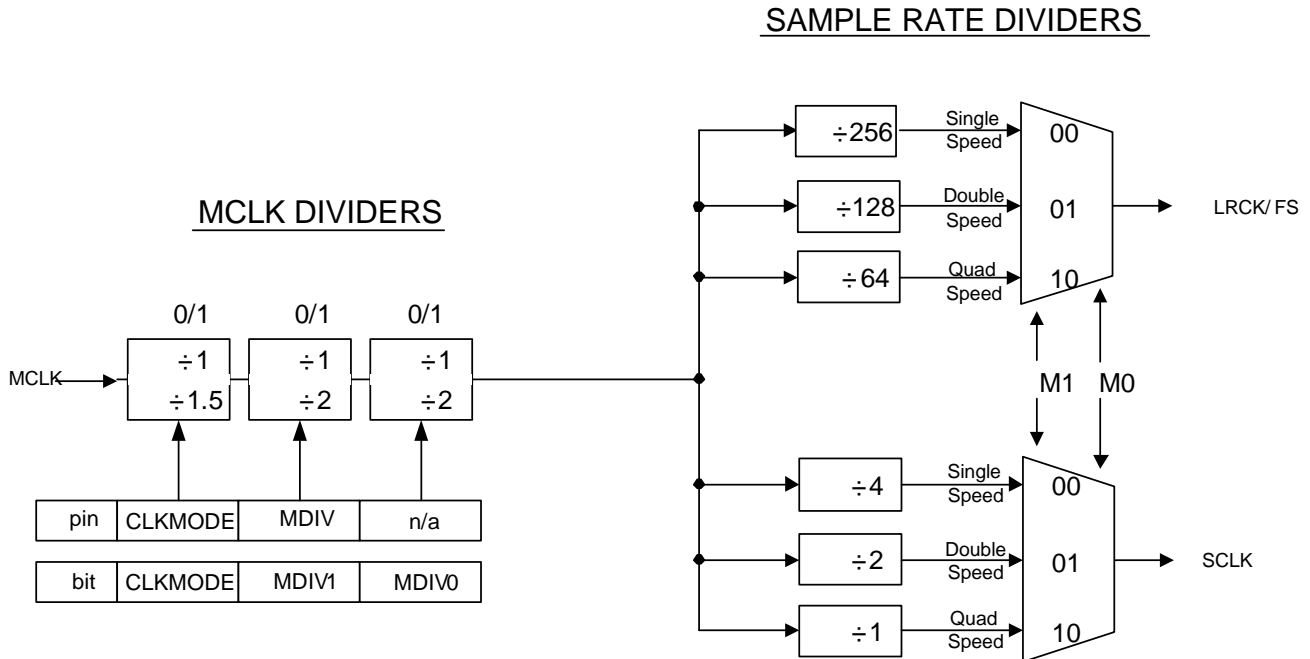 SAMPLE RATE DIVIDERS
÷256
Single
Speed
00
÷128
Double
Speed
01
LRCK/ FS
÷64
Quad
Speed
10
MCLK DIVIDERS
0/1
0/1
0/1
MCLK
÷1
÷1.5
÷1
÷2
÷1
÷2
M1
M0
pin
CLKMODE
MDIV
n/a
bit
CLKMODE
MDIV1
MDIV0
÷4
Single
Speed
00
÷2
Double
Speed
01
SCLK
÷1
Quad
Speed
10